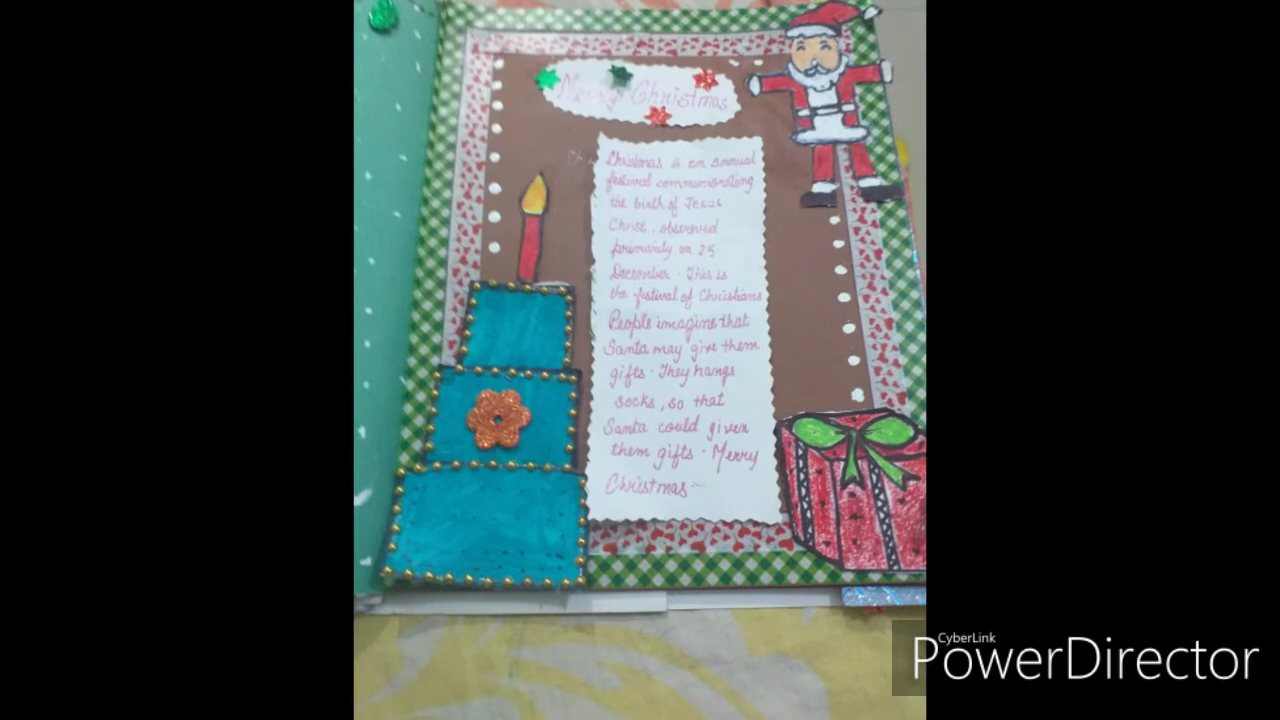 Merry Christmas
Christmas is an annual
festival commemorating
the birth of Jesus
Christ, observed
primarily on 25
December. This is
the festival of Christians
People imagine that
Santa may give them
gifts. They hangs
socks, so that
Santa could given
them gifts. Merry
Christmas
CyberLink
PowerDirector